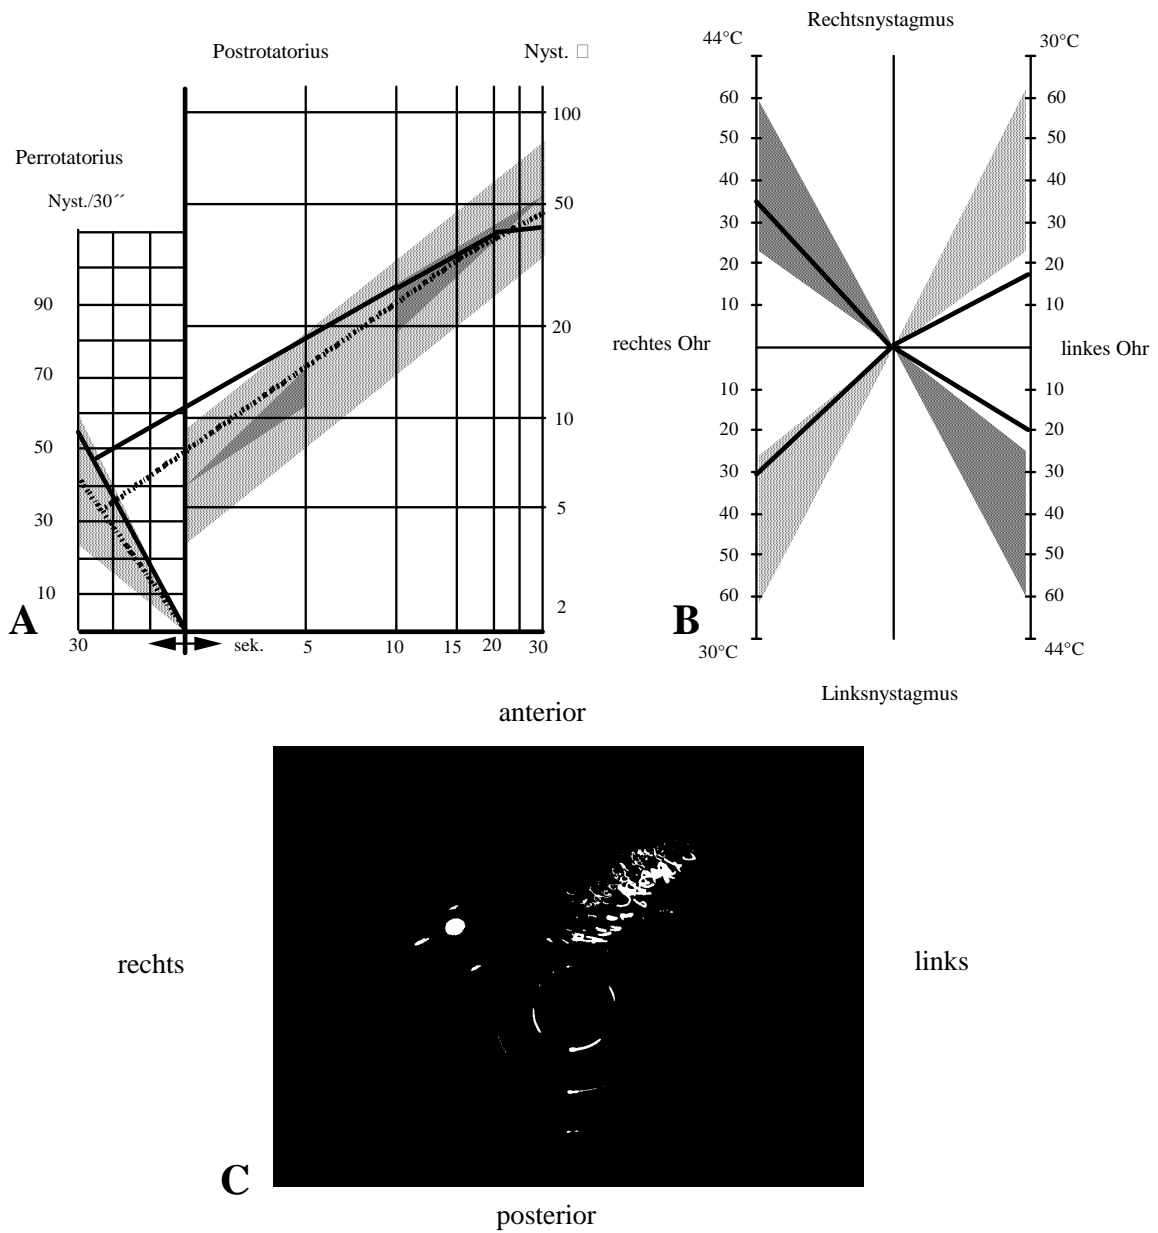 Rechtsnystagmus
44°C
30°C
Postrotatorius
Nyst. □
100
Perrotatorius
Nyst./30´´
50
90
20
70
10
50
30
5
10
2
A
30
sek.
5
10
15
20
30
60
50
40
30
20
10
rechtes Ohr
10
20
30
40
50
60
60
50
40
30
20
10
linkes Ohr
10
20
30
40
50
60
B
30°C
44°C
Linksnystagmus
anterior
rechts
links
C
posterior